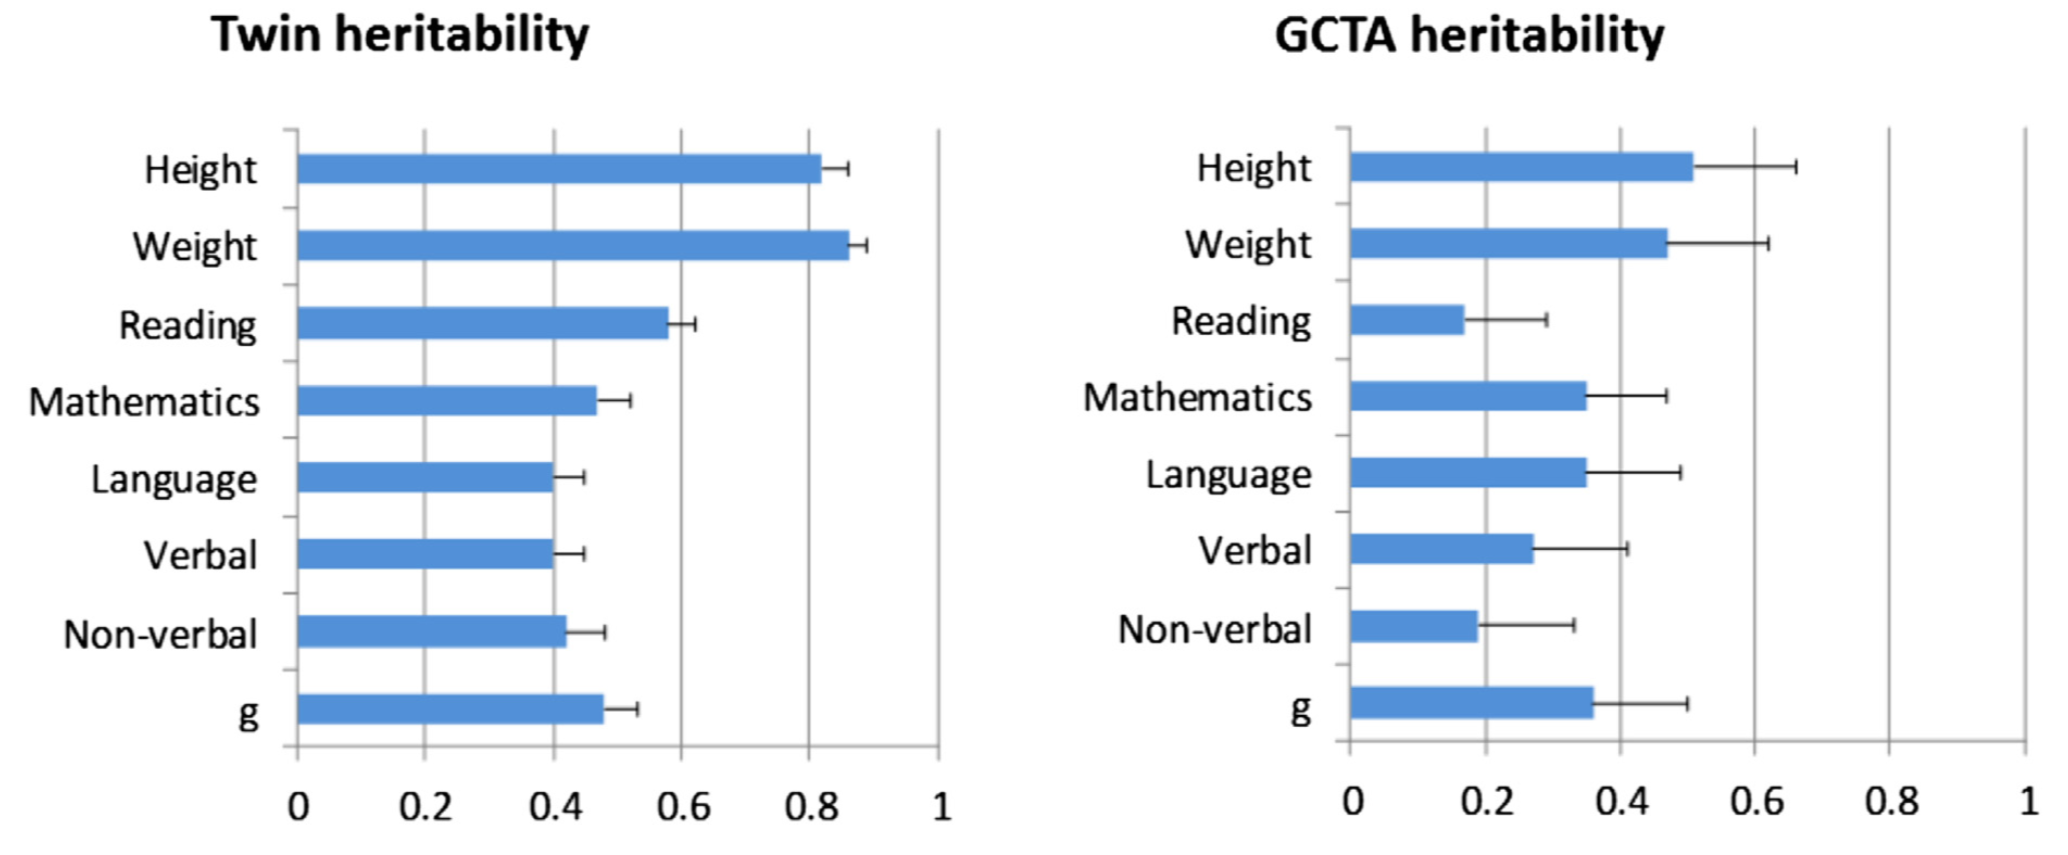 Twin heritability
Height
Weight
Reading
Mathematics
Language
Verbal
Non-verbal
g
0 0.2 0.4 0.6 0.8 1
GCTA heritability
Height
Weight
Reading
Mathematics
Language
Verbal
Non-verbal
g
0 0.2 0.4 0.6 0.8 1